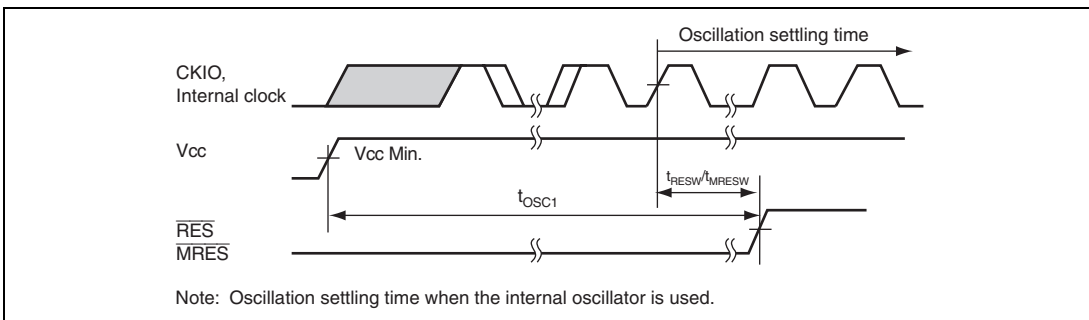 Oscillation settling time
CKIO,
Internal clock
Vcc
Vcc Min.
tRESW/tMRESW
tOSC1
RES
MRES
Note: Oscillation settling time when the internal oscillator is used.